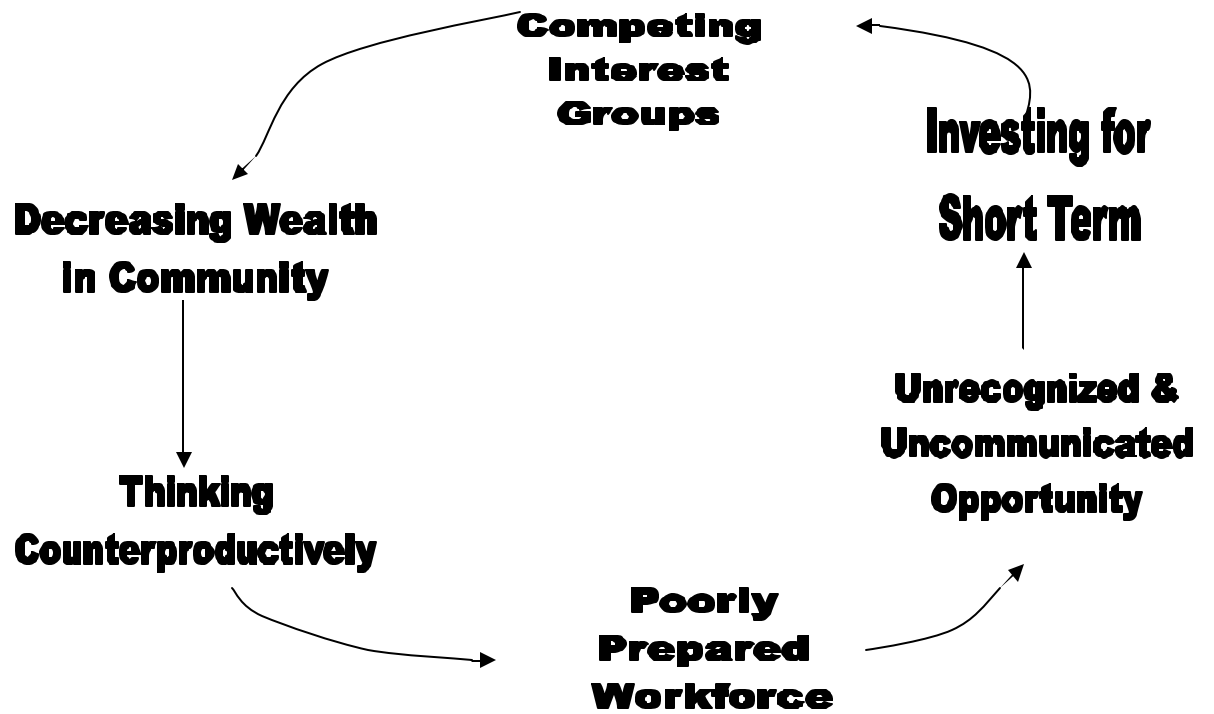 Competing
Interest
Groups
Investing for
Short Term
Decreasing Wealth
in Community
Unrecognized &
Uncommunicated
Opportunity
Thinking
Counterproductively
Poorly
Prepared
Workforce